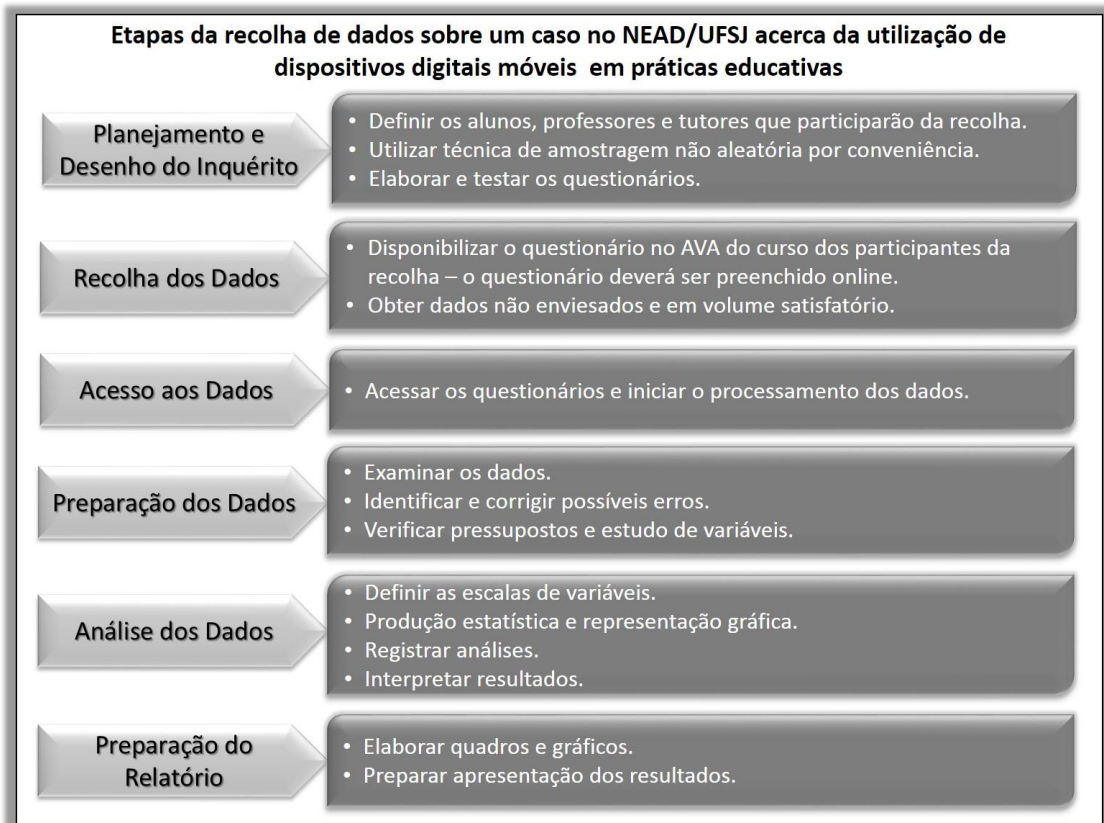 Etapas da recolha de dados sobre um caso no NEAD/UFSJ acerca da utilização de
dispositivos digitais móveis em práticas educativas
Planejamento e
Desenho do Inquérito
• Definir os alunos, professores e tutores que participarão da recolha.
• Utilizar técnica de amostragem não aleatória por conveniência.
• Elaborar e testar os questionários.
Recolha dos Dados
• Disponibilizar o questionário no AVA do curso dos participantes da
recolha – o questionário deverá ser preenchido online.
• Obter dados não enviesados e em volume satisfatório.
Acesso aos Dados
• Acessar os questionários e iniciar o processamento dos dados.
Preparação dos Dados
• Examinar os dados.
• Identificar e corrigir possíveis erros.
• Verificar pressupostos e estudo de variáveis.
Análise dos Dados
• Definir as escalas de variáveis.
• Produção estatística e representação gráfica.
• Registrar análises.
• Interpretar resultados.
Preparação do
Relatório
• Elaborar quadros e gráficos.
• Preparar apresentação dos resultados.